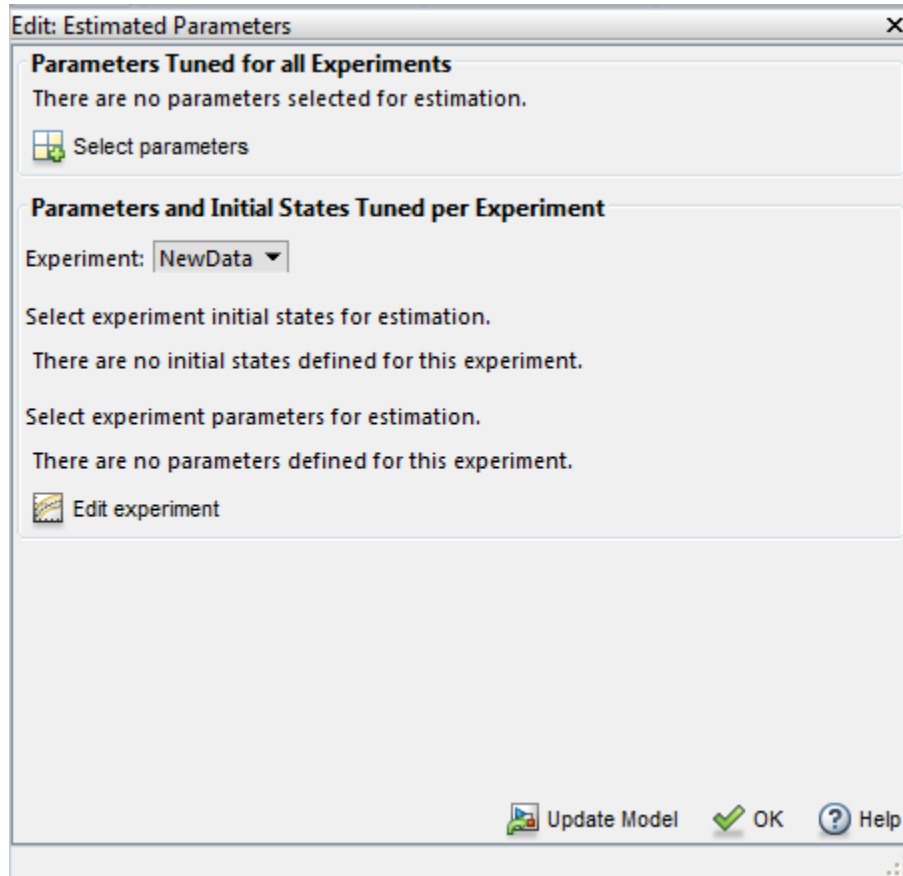 Edit: Estimated Parameters
Parameters Tuned for all Experiments
There are no parameters selected for estimation.
Select parameters
Parameters and Initial States Tuned per Experiment
Experiment: NewData
Select experiment initial states for estimation.
There are no initial states defined for this experiment.
Select experiment parameters for estimation.
There are no parameters defined for this experiment.
Edit experiment
Update Model OK Help